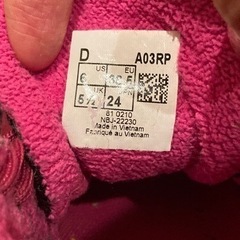 D A03RP
US EU
6 36.5
UK
5½ 24
81 0210
NBJ-22230
Made in Vietnam
Fabriqué au Vietnam